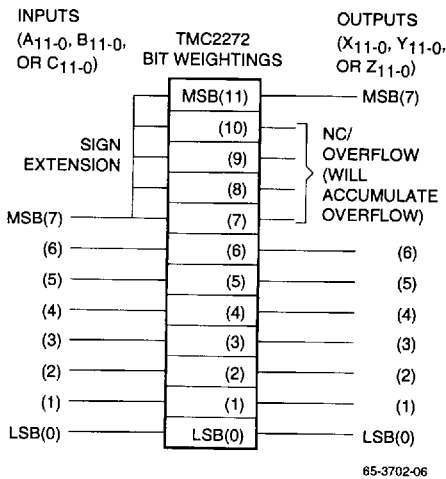 INPUTS
(A11-0, B11-0,
OR C11-0)
TMC2272
BIT WEIGHTINGS
OUTPUTS
(X11-0, Y11-0,
OR Z11-0)
MSB(11)
MSB(7)
(10)
(9)
(8)
(7)
SIGN
EXTENSION
NC/
OVERFLOW
(WILL
ACCUMULATE
OVERFLOW)
MSB(7)
(6) (6) (6)
(5) (5) (5)
(4) (4) (4)
(3) (3) (3)
(2) (2) (2)
(1) (1) (1)
LSB(0) LSB(0) LSB(0)
65-3702-06